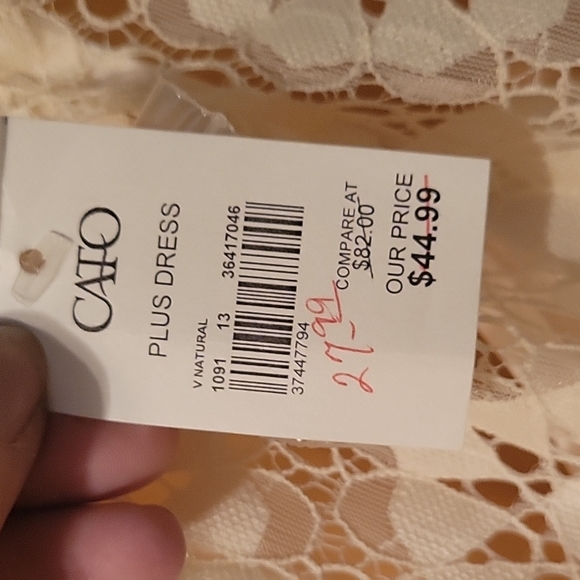 CATO
PLUS DRESS
V NATURAL
1091 13 36417046
37447794
27.99
COMPARE AT
$82.00
OUR PRICE
$44.99